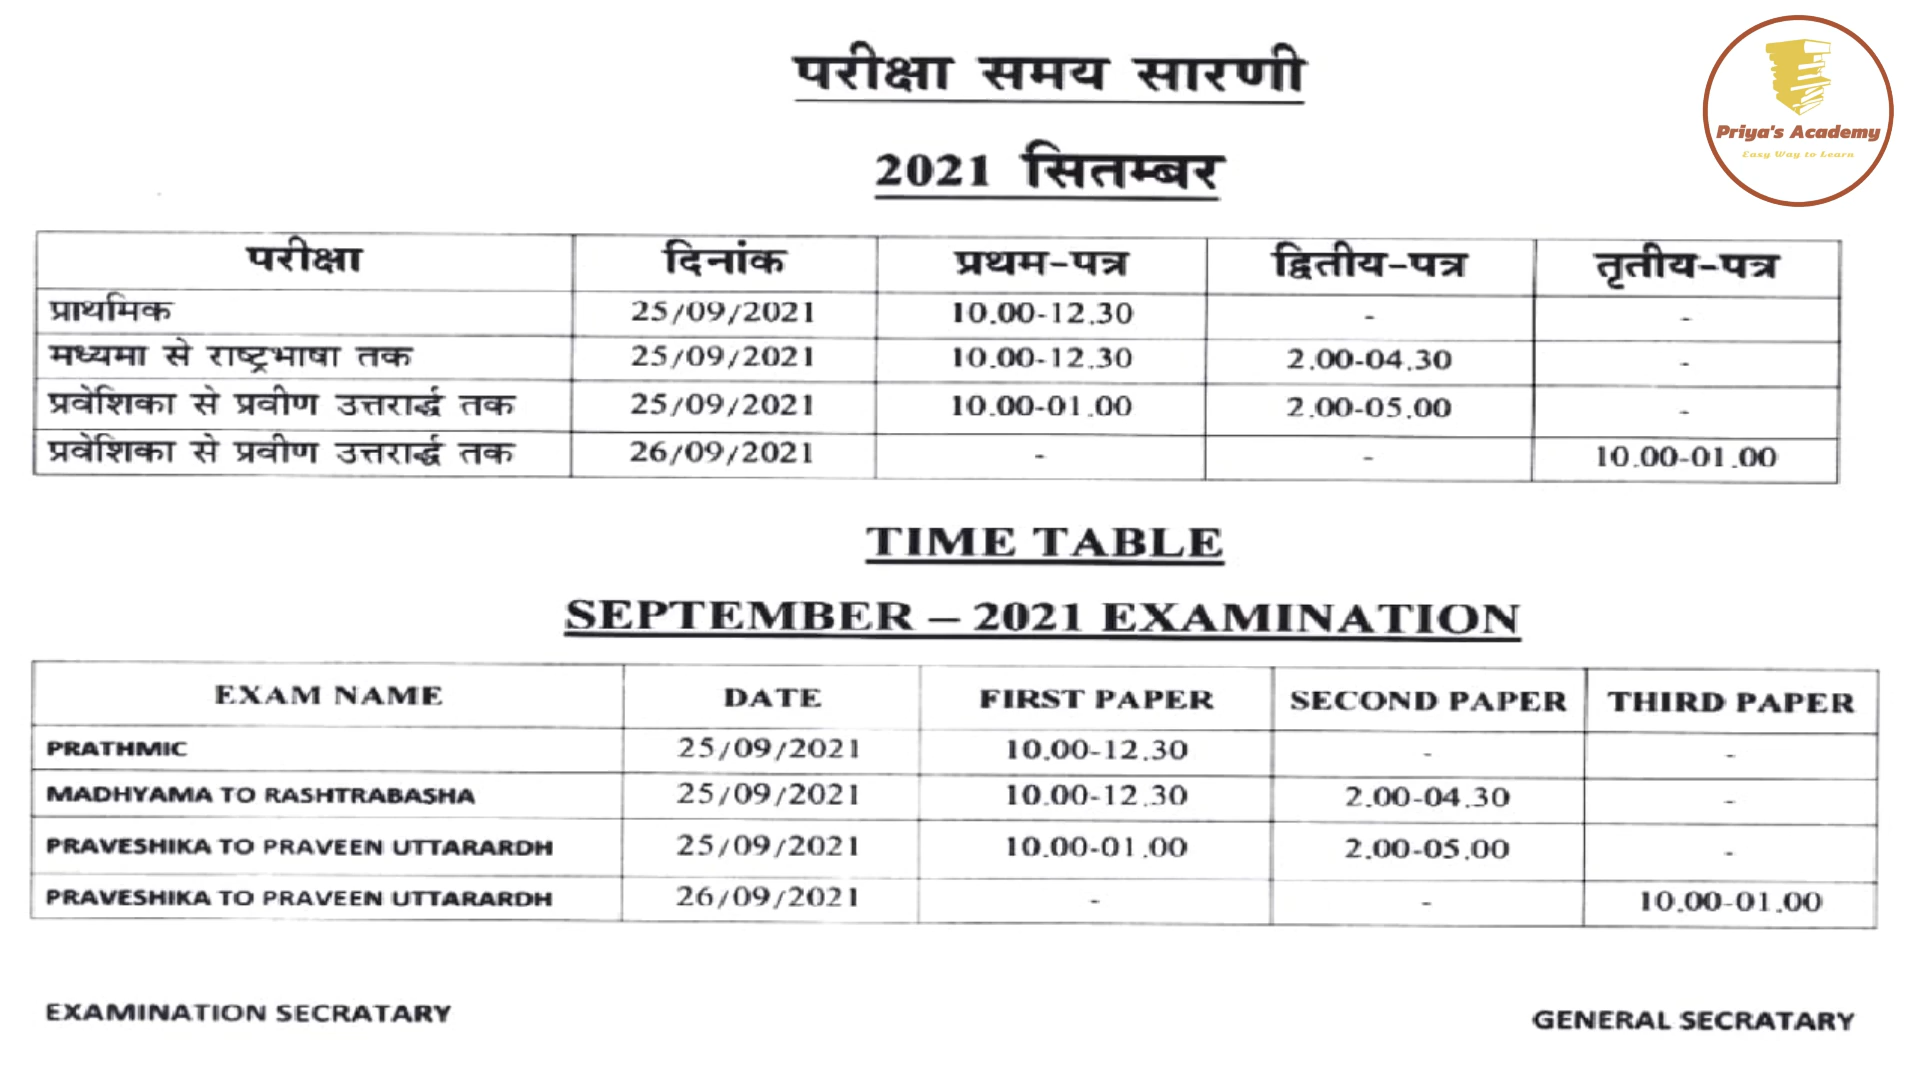 परीक्षा समय सारणी
2021 सितम्बर
Priya's Academy
Easy Way to Learn
परीक्षा दिनांक प्रथम-पत्र द्वितीय-पत्र तृतीय-पत्र
प्राथमिक 25/09/2021 10.00-12.30 - -
मध्यमा से राष्ट्रभाषा तक 25/09/2021 10.00-12.30 2.00-04.30 -
प्रवेशिका से प्रवीण उत्तरार्द्ध तक 25/09/2021 10.00-01.00 2.00-05.00 -
प्रवेशिका से प्रवीण उत्तरार्द्ध तक 26/09/2021 - - 10.00-01.00
TIME TABLE
SEPTEMBER – 2021 EXAMINATION
EXAM NAME DATE FIRST PAPER SECOND PAPER THIRD PAPER
PRATHMIC 25/09/2021 10.00-12.30 - -
MADHYAMA TO RASHTRABASHA 25/09/2021 10.00-12.30 2.00-04.30 -
PRAVESHIKA TO PRAVEEN UTTARARDH 25/09/2021 10.00-01.00 2.00-05.00 -
PRAVESHIKA TO PRAVEEN UTTARARDH 26/09/2021 - - 10.00-01.00
EXAMINATION SECRATARY GENERAL SECRATARY